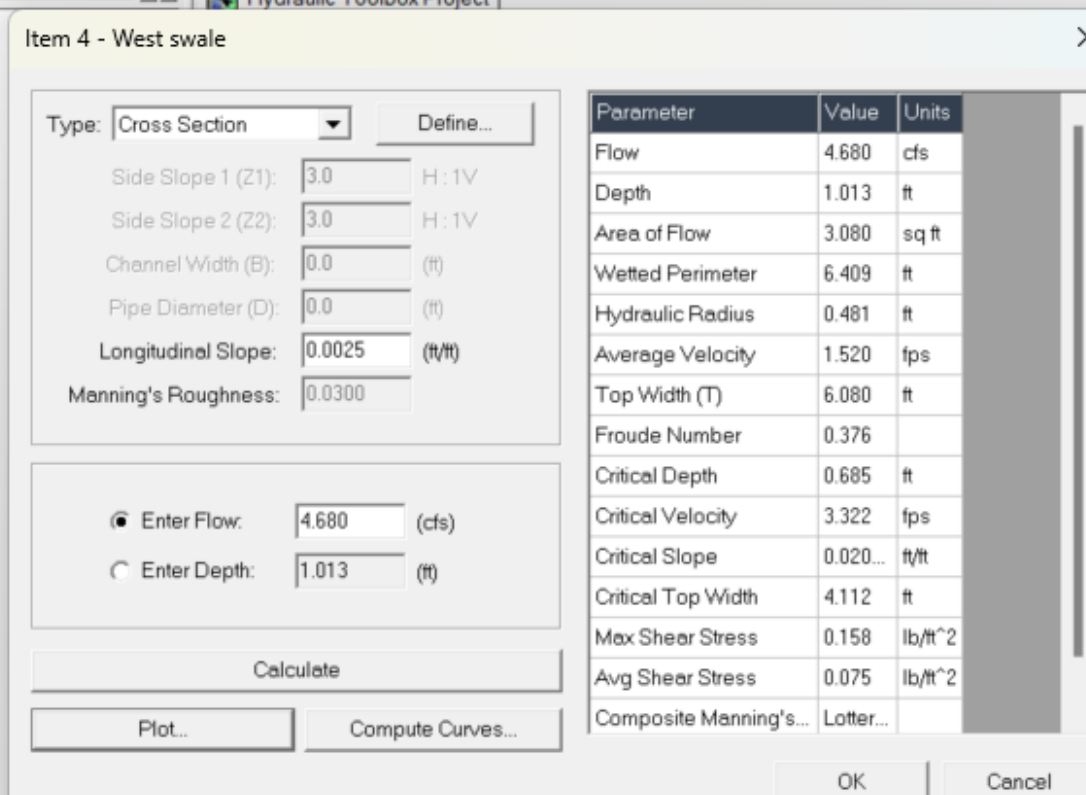 Hydraulic Toolbox Project
Item 4 - West swale
Type: Cross Section Define...
Side Slope 1 (Z1): 3.0 H : 1V
Side Slope 2 (Z2): 3.0 H : 1V
Channel Width (B): 0.0 (ft)
Pipe Diameter (D): 0.0 (ft)
Longitudinal Slope: 0.0025 (ft/ft)
Manning's Roughness: 0.0300
Enter Flow: 4.680 (cfs)
Enter Depth: 1.013 (ft)
Calculate
Plot... Compute Curves...
Parameter Value Units
Flow 4.680 cfs
Depth 1.013 ft
Area of Flow 3.080 sq ft
Wetted Perimeter 6.409 ft
Hydraulic Radius 0.481 ft
Average Velocity 1.520 fps
Top Width (T) 6.080 ft
Froude Number 0.376
Critical Depth 0.685 ft
Critical Velocity 3.322 fps
Critical Slope 0.020... ft/ft
Critical Top Width 4.112 ft
Max Shear Stress 0.158 lb/ft^2
Avg Shear Stress 0.075 lb/ft^2
Composite Manning's... Lotter...
OK Cancel